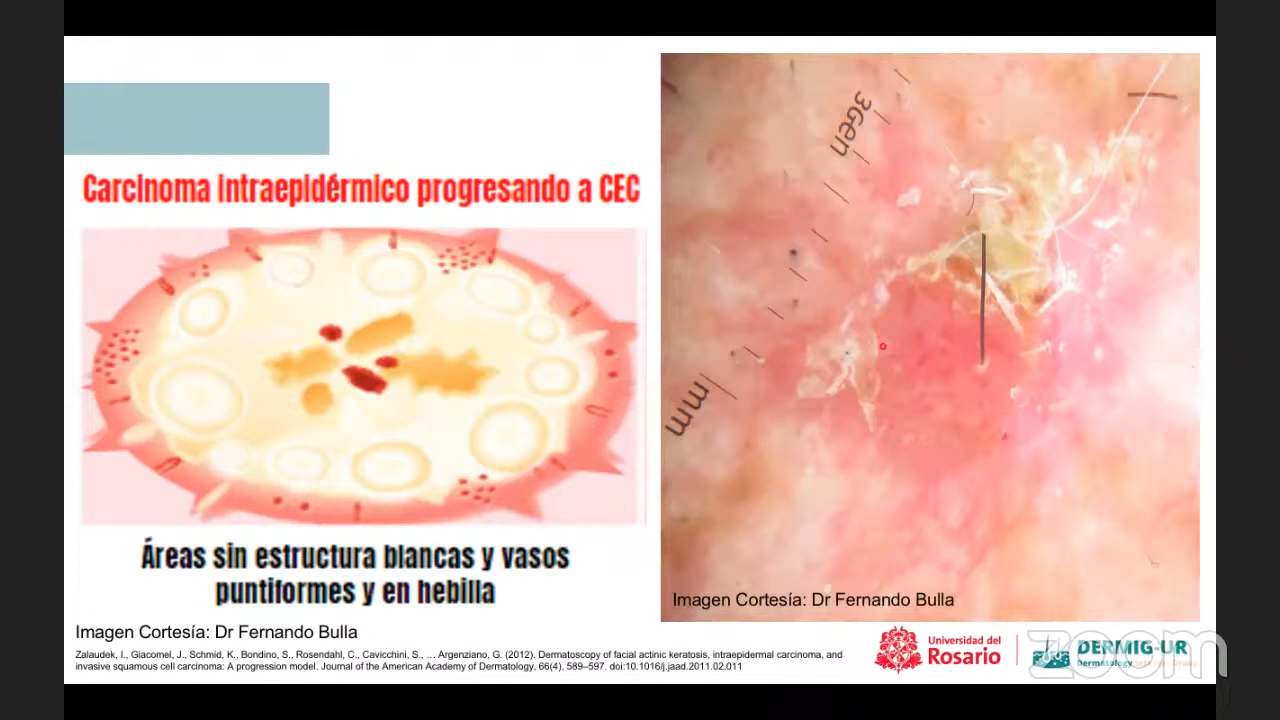 Carcinoma intraepidérmico progresando a CEC
Áreas sin estructura blancas y vasos
puntiformes y en hebilla
Imagen Cortesía: Dr Fernando Bulla
Zalaudek, I., Giacomel, J., Schmid, K., Bondino, S., Rosendahl, C., Cavicchini, S., … Argenziano, G. (2012). Dermatoscopy of facial actinic keratosis, intraepidermal carcinoma, and
invasive squamous cell carcinoma: A progression model. Journal of the American Academy of Dermatology, 66(4), 589–597. doi:10.1016/j.jaad.2011.02.011
3Gen
mm
Imagen Cortesía: Dr Fernando Bulla
Universidad del
Rosario
DERMIG-UR
Dermatology
zoom